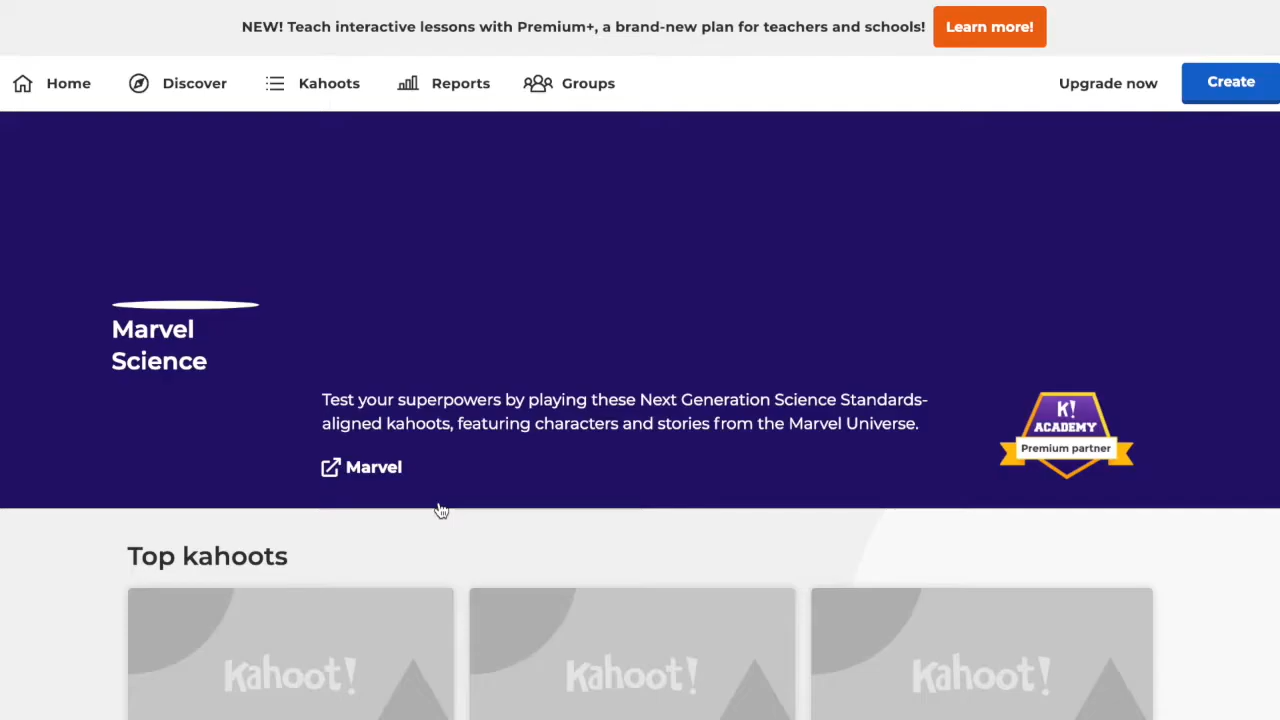 NEW! Teach interactive lessons with Premium+, a brand-new plan for teachers and schools! Learn more!
Home Discover Kahoots Reports Groups Upgrade now Create
Marvel
Science
Test your superpowers by playing these Next Generation Science Standards-
aligned kahoots, featuring characters and stories from the Marvel Universe.
Marvel
K!
ACADEMY
Premium partner
Top kahoots
Kahoot! Kahoot! Kahoot!